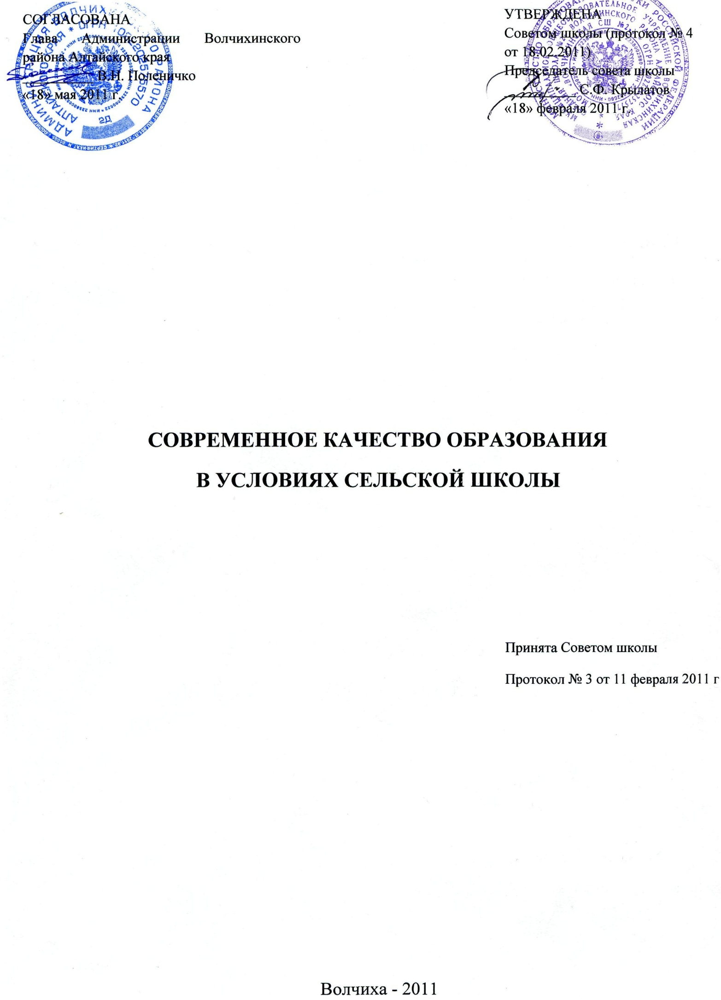 СОГЛАСОВАНА
Глава Администрации Волчихинского
района Алтайского края
__________ В.Н. Поленичко
«18» мая 2011 г.
УТВЕРЖДЕНА
Советом школы (протокол № 4
от 18.02.2011)
Председатель совета школы
__________ С.Ф. Крылатов
«18» февраля 2011 г.
СОВРЕМЕННОЕ КАЧЕСТВО ОБРАЗОВАНИЯ
В УСЛОВИЯХ СЕЛЬСКОЙ ШКОЛЫ
Принята Советом школы
Протокол № 3 от 11 февраля 2011 г
Волчиха - 2011